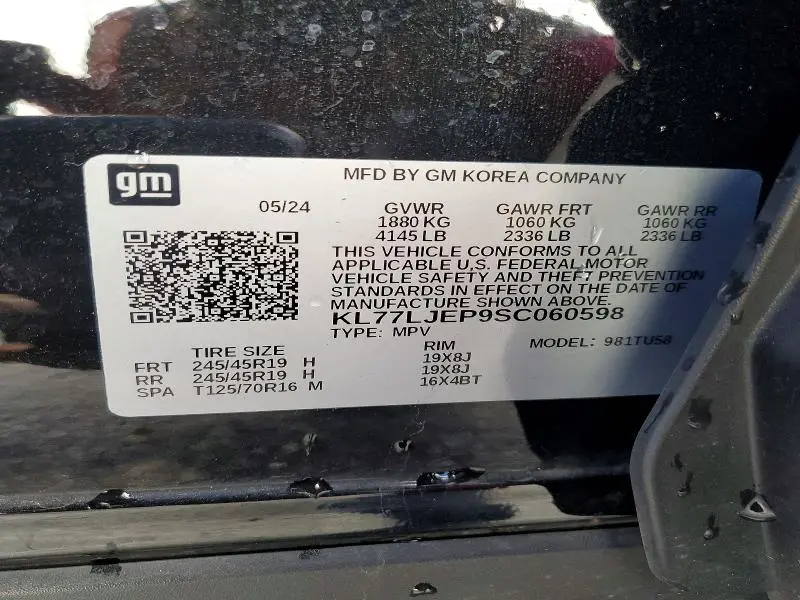 gm
MFD BY GM KOREA COMPANY
05/24 GVWR GAWR FRT GAWR RR
1880 KG 1060 KG 1060 KG
4145 LB 2336 LB 2336 LB
THIS VEHICLE CONFORMS TO ALL
APPLICABLE U.S. FEDERAL MOTOR
VEHICLE SAFETY AND THEFT PREVENTION
STANDARDS IN EFFECT ON THE DATE OF
MANUFACTURE SHOWN ABOVE.
KL77LJEP9SC060598
TYPE: MPV MODEL: 981TU58
TIRE SIZE RIM
FRT 245/45R19 H 19X8J
RR 245/45R19 H 19X8J
SPA T125/70R16 M 16X4BT